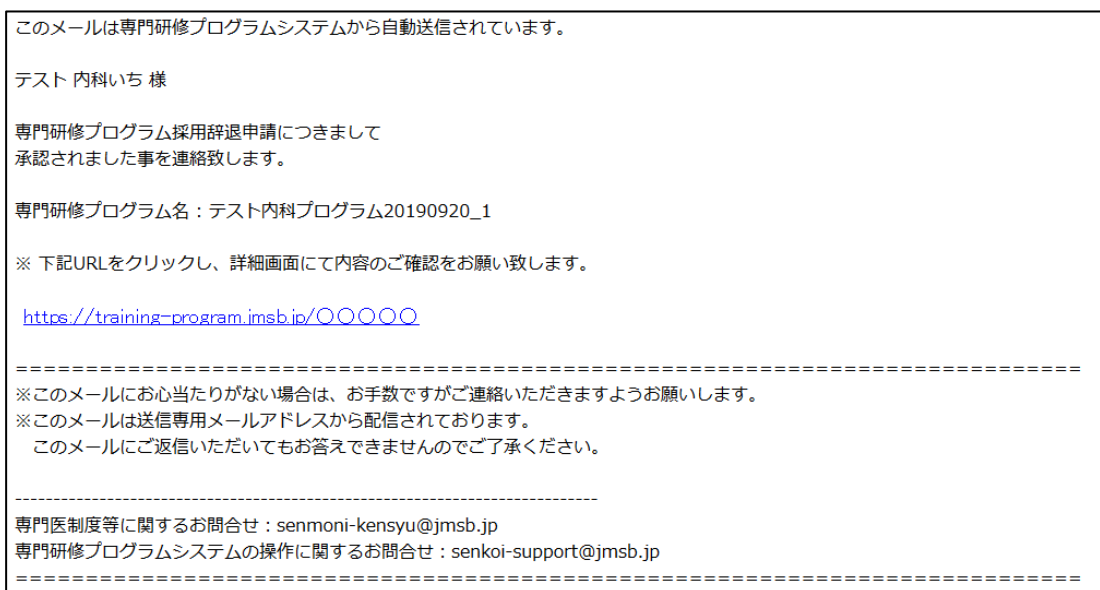 このメールは専門研修プログラムシステムから自動送信されています。
テスト 内科いち 様
専門研修プログラム採用辞退申請につきまして
承認されました事を連絡致します。
専門研修プログラム名：テスト内科プログラム20190920_1
※ 下記URLをクリックし、詳細画面にて内容のご確認をお願い致します。
https://training-program.jmsb.jp/〇〇〇〇〇
============================================================================
※このメールにお心当たりがない場合は、お手数ですがご連絡いただきますようお願いします。
※このメールは送信専用メールアドレスから配信されております。
このメールにご返信いただいてもお答えできませんのでご了承ください。
----------------------------------------------------------------------------
専門医制度等に関するお問合せ：senmoni-kensyu@jmsb.jp
専門研修プログラムシステムの操作に関するお問合せ：senkoi-support@jmsb.jp
============================================================================